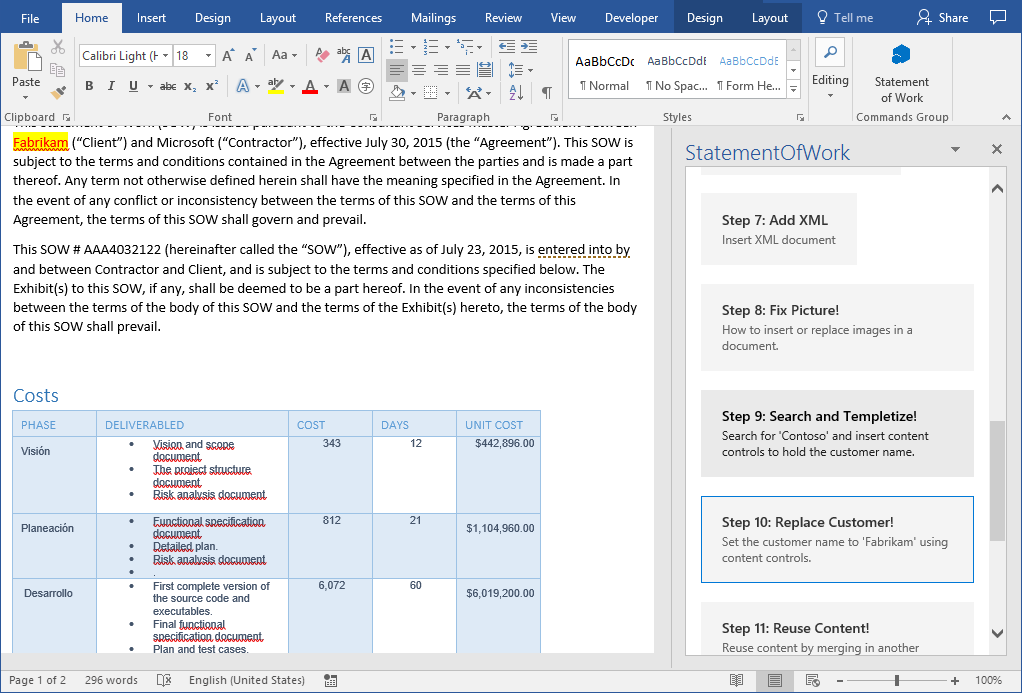 File Home Insert Design Layout References Mailings Review View Developer Design Layout Tell me Share
Calibri Light (H 18 A A Aa abc A
Paste B I U abc x₂ x² A aby A A 字
AaBbCcDc AaBbCcDdE AaBbCcDdE
¶ Normal ¶ No Spac... ¶ Form He...
Editing
Statement
of Work
Clipboard Font Paragraph Styles Commands Group
Fabrikam (“Client”) and Microsoft (“Contractor”), effective July 30, 2015 (the “Agreement”). This SOW is
subject to the terms and conditions contained in the Agreement between the parties and is made a part
thereof. Any term not otherwise defined herein shall have the meaning specified in the Agreement. In
the event of any conflict or inconsistency between the terms of this SOW and the terms of this
Agreement, the terms of this SOW shall govern and prevail.
This SOW # AAA4032122 (hereinafter called the “SOW”), effective as of July 23, 2015, is entered into by
and between Contractor and Client, and is subject to the terms and conditions specified below. The
Exhibit(s) to this SOW, if any, shall be deemed to be a part hereof. In the event of any inconsistencies
between the terms of the body of this SOW and the terms of the Exhibit(s) hereto, the terms of the body
of this SOW shall prevail.
Costs
PHASE DELIVERABLED COST DAYS UNIT COST
Visión
• Vision and scope
document.
• The project structure
document.
• Risk analysis document.
343 12 $442,896.00
Planeación
• Functional specification
document.
• Detailed plan.
• Risk analysis document.
• .
812 21 $1,104,960.00
Desarrollo
• First complete version of
the source code and
executables.
• Final functional
specification document.
• Plan and test cases.
6,072 60 $6,019,200.00
StatementOfWork
Step 7: Add XML
Insert XML document
Step 8: Fix Picture!
How to insert or replace images in a
document.
Step 9: Search and Templetize!
Search for 'Contoso' and insert content
controls to hold the customer name.
Step 10: Replace Customer!
Set the customer name to 'Fabrikam' using
content controls.
Step 11: Reuse Content!
Reuse content by merging in another
Page 1 of 2 296 words English (United States) 100%